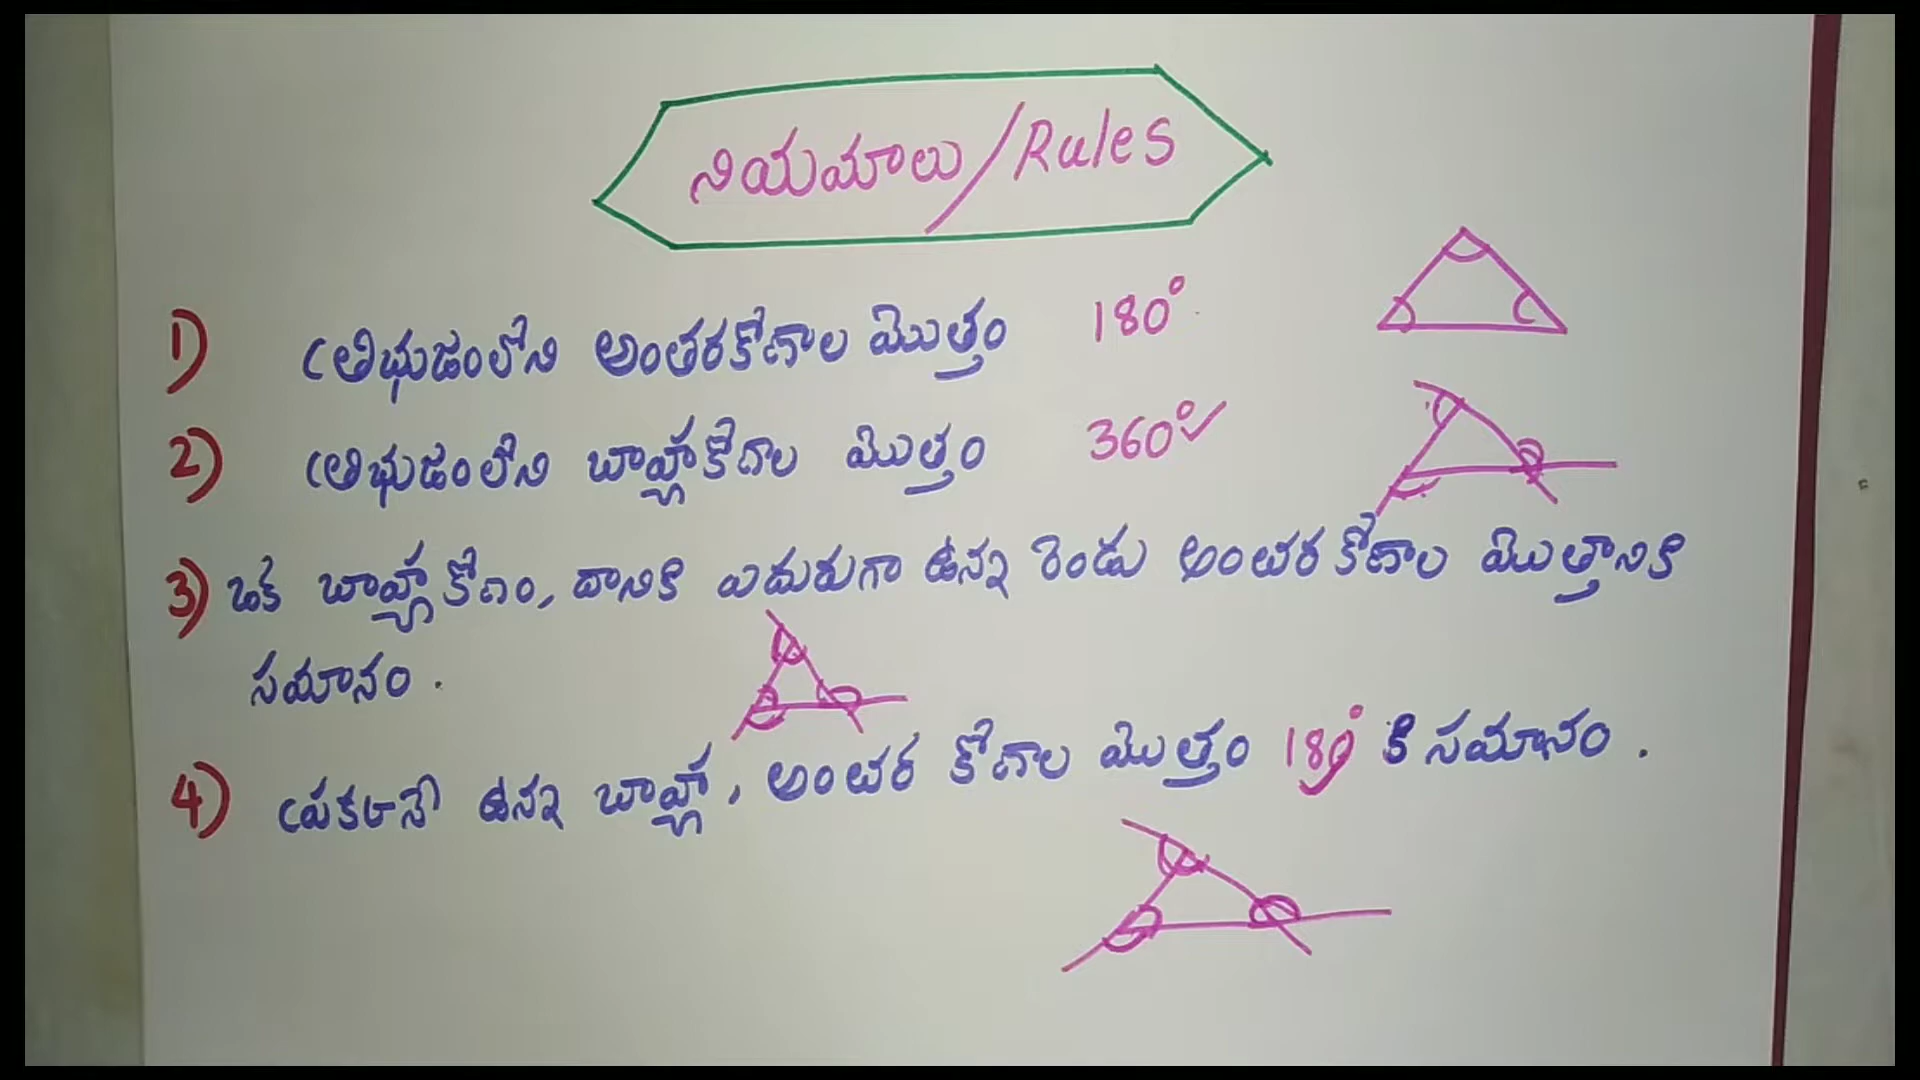 నియమాలు/Rules
1) త్రిభుజంలోని అంతరకోణాల మొత్తం 180°
2) త్రిభుజంలోని బాహ్యకోణాల మొత్తం 360°✓
3) ఒక బాహ్య కోణం, దానికి ఎదురుగా ఉన్న రెండు అంతర కోణాల మొత్తానికి
సమానం.
4) ప్రక్కనే ఉన్న బాహ్య, అంతర కోణాల మొత్తం 180° కి సమానం.